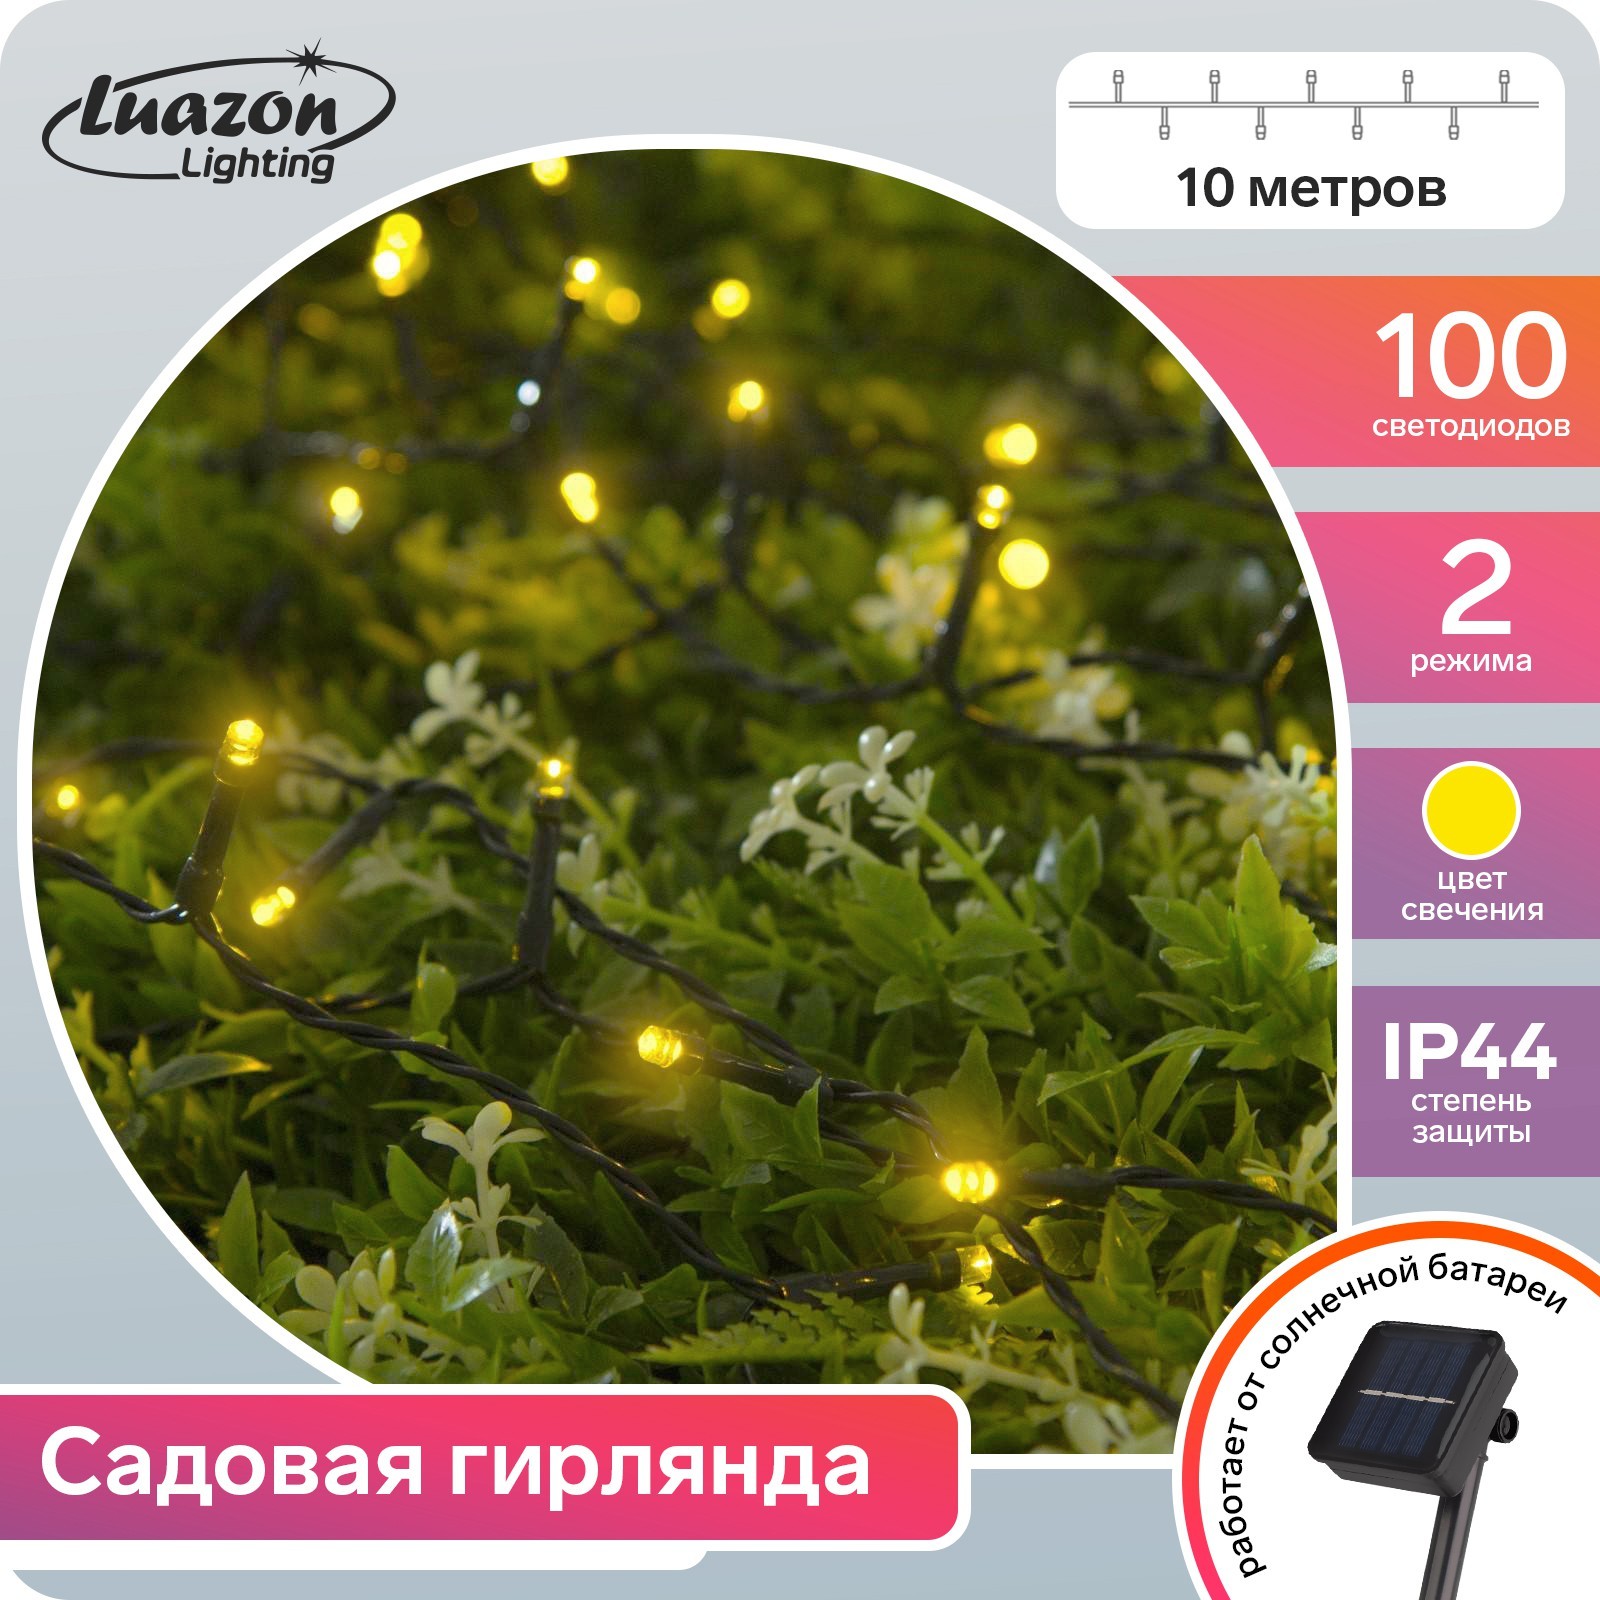 Luazon
Lighting
10 метров
100
светодиодов
2
режима
цвет
свечения
IP44
степень
защиты
работает от солнечной батареи
Садовая гирлянда